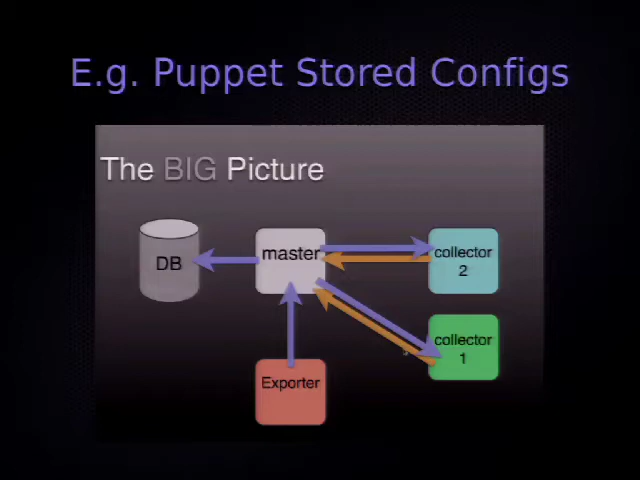 E.g. Puppet Stored Configs
The BIG Picture
DB
master
collector
2
collector
1
Exporter